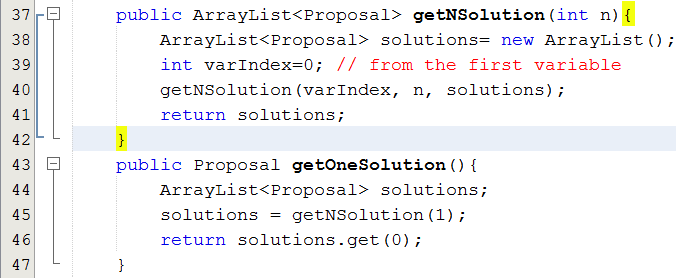 37 public ArrayList<Proposal> getNSolution(int n){
38 ArrayList<Proposal> solutions= new ArrayList();
39 int varIndex=0; // from the first variable
40 getNSolution(varIndex, n, solutions);
41 return solutions;
42 }
43 public Proposal getOneSolution(){
44 ArrayList<Proposal> solutions;
45 solutions = getNSolution(1);
46 return solutions.get(0);
47 }